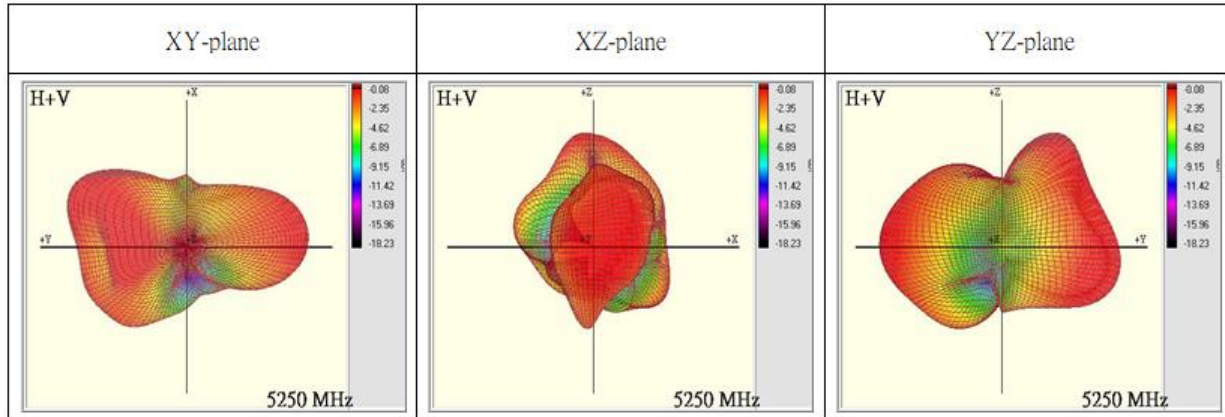 XY-plane XZ-plane YZ-plane
H+V
+X
+Y
-0.08
-2.35
-4.62
-6.89
-9.15
-11.42
-13.69
-15.96
-18.23
5250 MHz
H+V
+Z
+Y
+X
-0.08
-2.35
-4.62
-6.89
-9.15
-11.42
-13.69
-15.96
-18.23
5250 MHz
H+V
+Z
+X
+Y
-0.08
-2.35
-4.62
-6.89
-9.15
-11.42
-13.69
-15.96
-18.23
5250 MHz